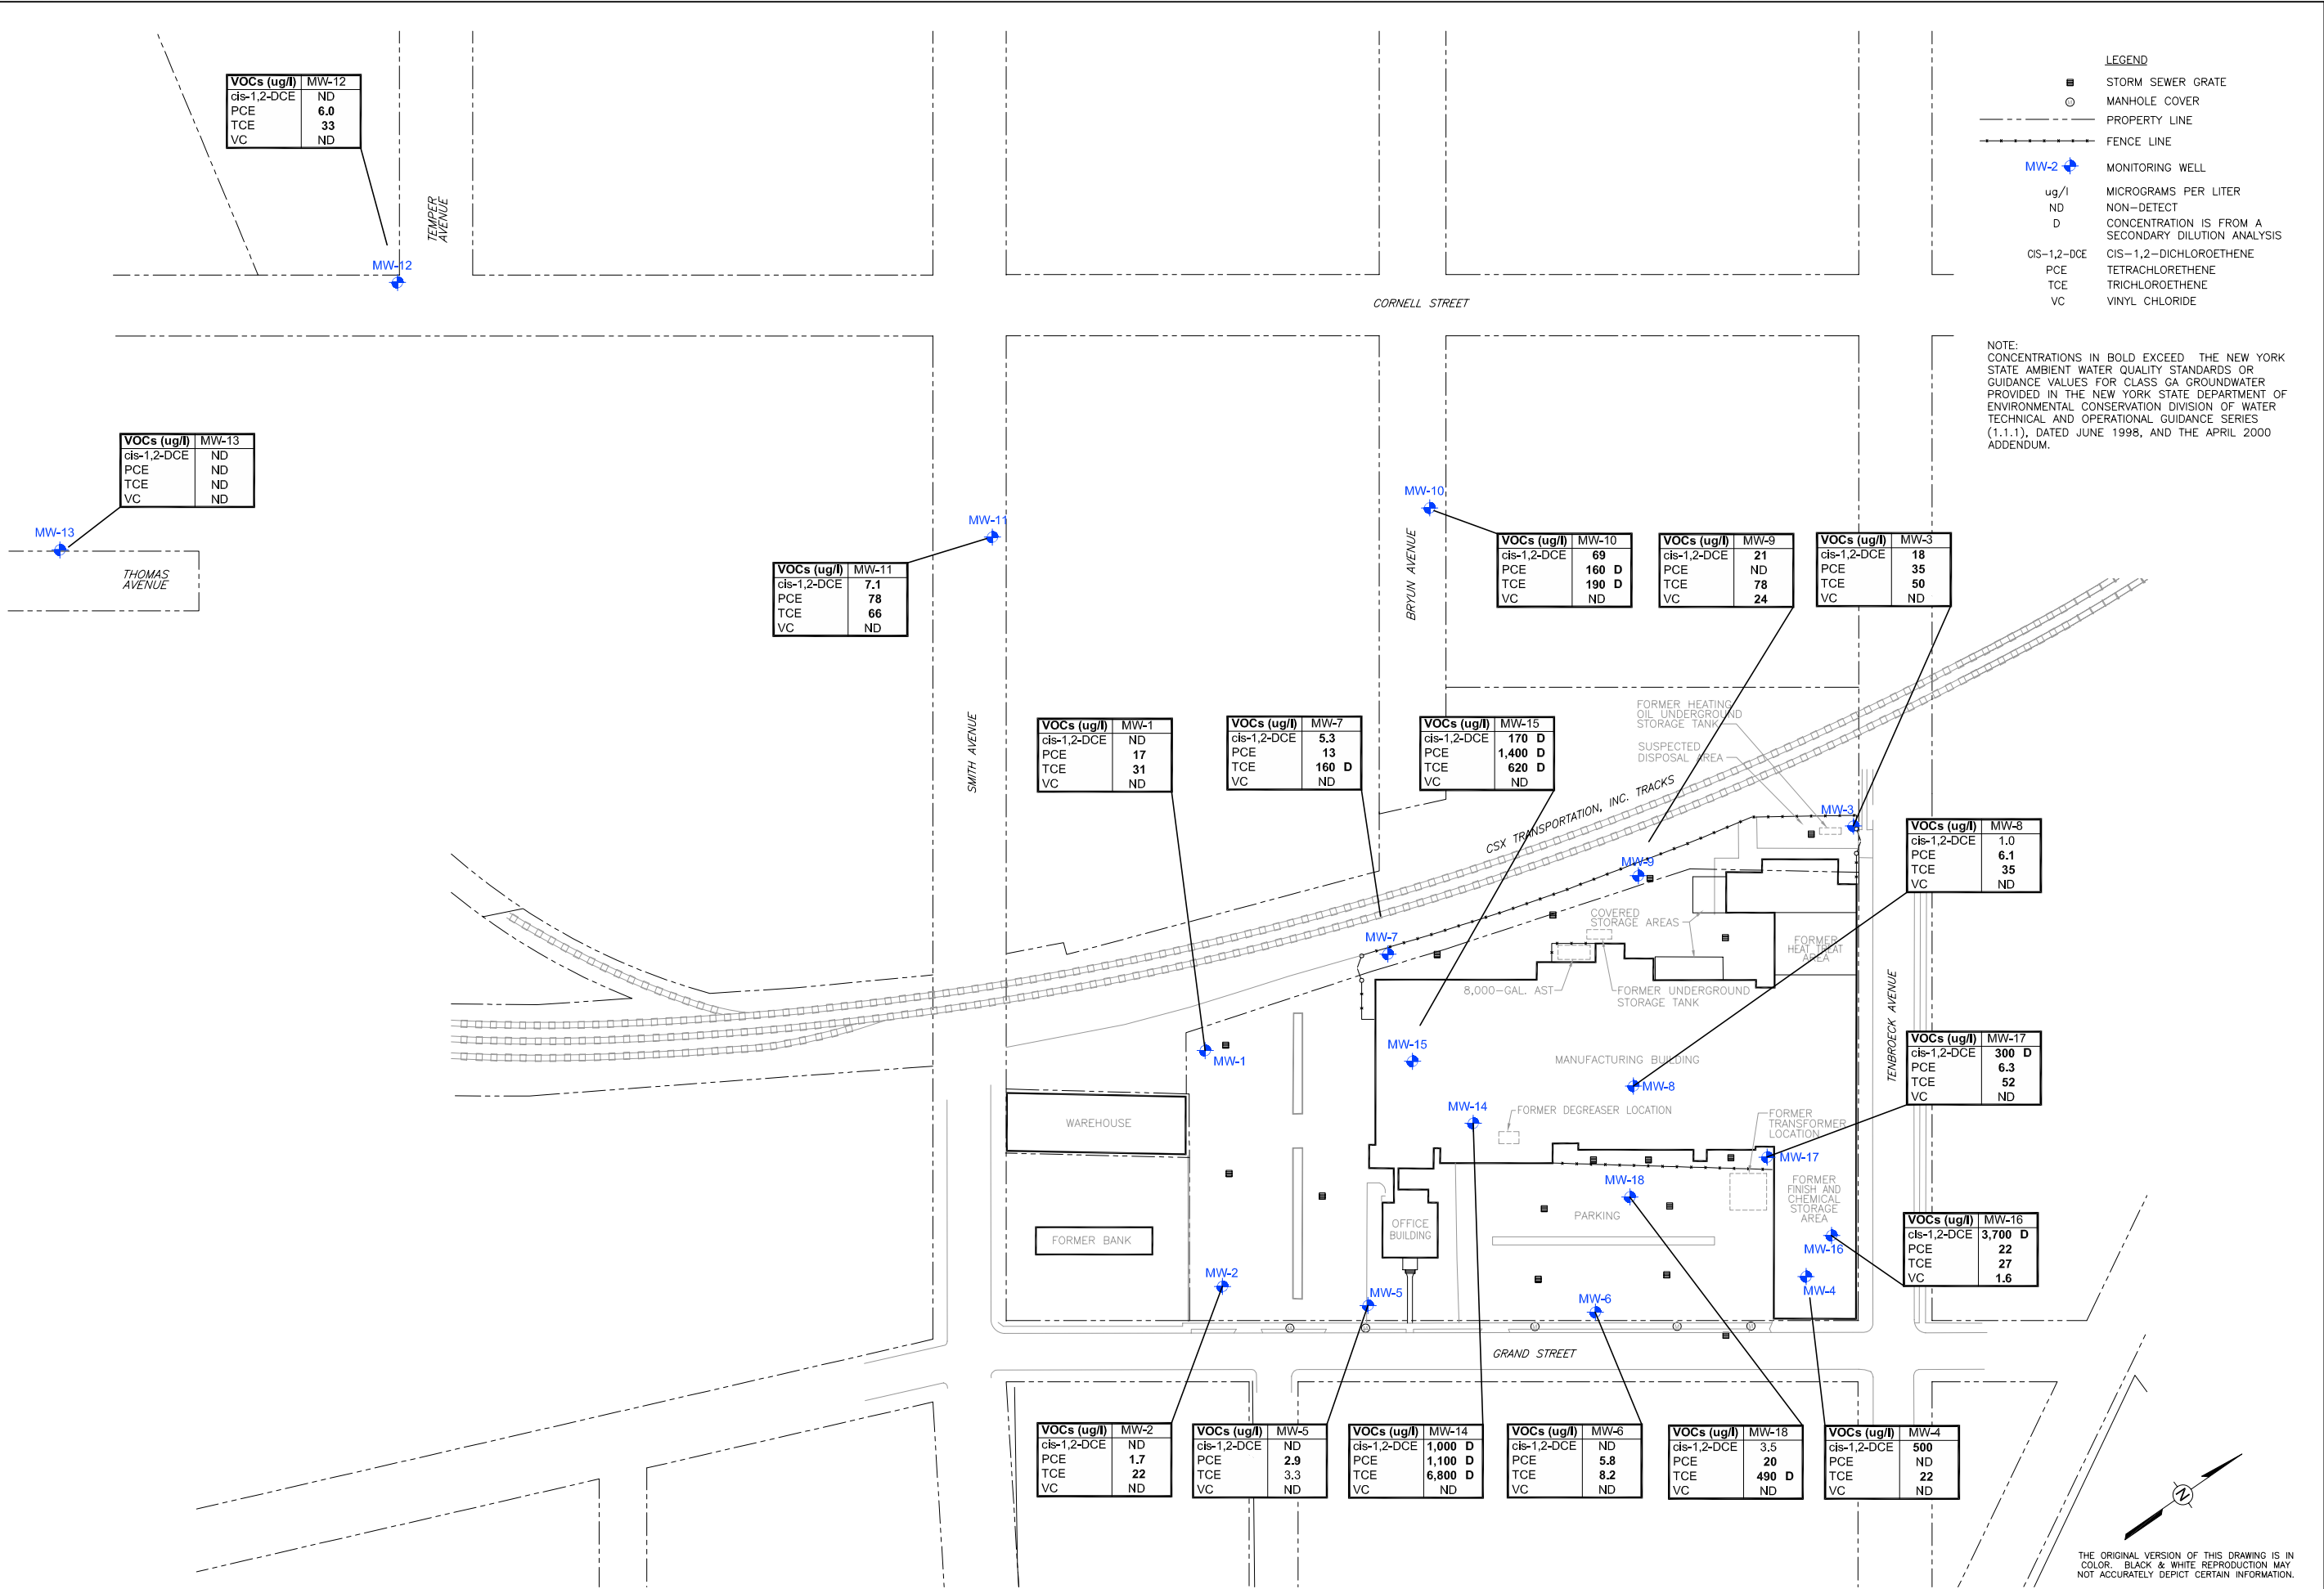 VOCs (ug/l) MW-12
cis-1,2-DCE ND
PCE 6.0
TCE 33
VC ND
TEMPER
AVENUE
MW-12
CORNELL STREET
LEGEND
STORM SEWER GRATE
MANHOLE COVER
PROPERTY LINE
FENCE LINE
MW-2 MONITORING WELL
ug/l MICROGRAMS PER LITER
ND NON-DETECT
D CONCENTRATION IS FROM A
SECONDARY DILUTION ANALYSIS
CIS-1,2-DCE CIS-1,2-DICHLOROETHENE
PCE TETRACHLORETHENE
TCE TRICHLOROETHENE
VC VINYL CHLORIDE
NOTE:
CONCENTRATIONS IN BOLD EXCEED THE NEW YORK
STATE AMBIENT WATER QUALITY STANDARDS OR
GUIDANCE VALUES FOR CLASS GA GROUNDWATER
PROVIDED IN THE NEW YORK STATE DEPARTMENT OF
ENVIRONMENTAL CONSERVATION DIVISION OF WATER
TECHNICAL AND OPERATIONAL GUIDANCE SERIES
(1.1.1), DATED JUNE 1998, AND THE APRIL 2000
ADDENDUM.
VOCs (ug/l) MW-13
cis-1,2-DCE ND
PCE ND
TCE ND
VC ND
MW-13
THOMAS
AVENUE
MW-11
VOCs (ug/l) MW-11
cis-1,2-DCE 7.1
PCE 78
TCE 66
VC ND
MW-10
BRYUN AVENUE
VOCs (ug/l) MW-10
cis-1,2-DCE 69
PCE 160 D
TCE 190 D
VC ND
VOCs (ug/l) MW-9
cis-1,2-DCE 21
PCE ND
TCE 78
VC 24
VOCs (ug/l) MW-3
cis-1,2-DCE 18
PCE 35
TCE 50
VC ND
SMITH AVENUE
VOCs (ug/l) MW-1
cis-1,2-DCE ND
PCE 17
TCE 31
VC ND
VOCs (ug/l) MW-7
cis-1,2-DCE 5.3
PCE 13
TCE 160 D
VC ND
VOCs (ug/l) MW-15
cis-1,2-DCE 170 D
PCE 1,400 D
TCE 620 D
VC ND
FORMER HEATING
OIL UNDERGROUND
STORAGE TANK
SUSPECTED
DISPOSAL AREA
CSX TRANSPORTATION, INC. TRACKS
MW-3
MW-9
VOCs (ug/l) MW-8
cis-1,2-DCE 1.0
PCE 6.1
TCE 35
VC ND
COVERED
STORAGE AREAS
MW-7
FORMER
HEAT TREAT
AREA
8,000-GAL. AST
FORMER UNDERGROUND
STORAGE TANK
TENBROECK AVENUE
MW-15
MW-1
MANUFACTURING BUILDING
MW-8
VOCs (ug/l) MW-17
cis-1,2-DCE 300 D
PCE 6.3
TCE 52
VC ND
WAREHOUSE
MW-14
FORMER DEGREASER LOCATION
FORMER
TRANSFORMER
LOCATION
MW-17
MW-18
PARKING
FORMER
FINISH AND
CHEMICAL
STORAGE
AREA
OFFICE
BUILDING
FORMER BANK
MW-16
VOCs (ug/l) MW-16
cis-1,2-DCE 3,700 D
PCE 22
TCE 27
VC 1.6
MW-2
MW-5
MW-6
MW-4
GRAND STREET
VOCs (ug/l) MW-2
cis-1,2-DCE ND
PCE 1.7
TCE 22
VC ND
VOCs (ug/l) MW-5
cis-1,2-DCE ND
PCE 2.9
TCE 3.3
VC ND
VOCs (ug/l) MW-14
cis-1,2-DCE 1,000 D
PCE 1,100 D
TCE 6,800 D
VC ND
VOCs (ug/l) MW-6
cis-1,2-DCE ND
PCE 5.8
TCE 8.2
VC ND
VOCs (ug/l) MW-18
cis-1,2-DCE 3.5
PCE 20
TCE 490 D
VC ND
VOCs (ug/l) MW-4
cis-1,2-DCE 500
PCE ND
TCE 22
VC ND
N
THE ORIGINAL VERSION OF THIS DRAWING IS IN
COLOR. BLACK & WHITE REPRODUCTION MAY
NOT ACCURATELY DEPICT CERTAIN INFORMATION.